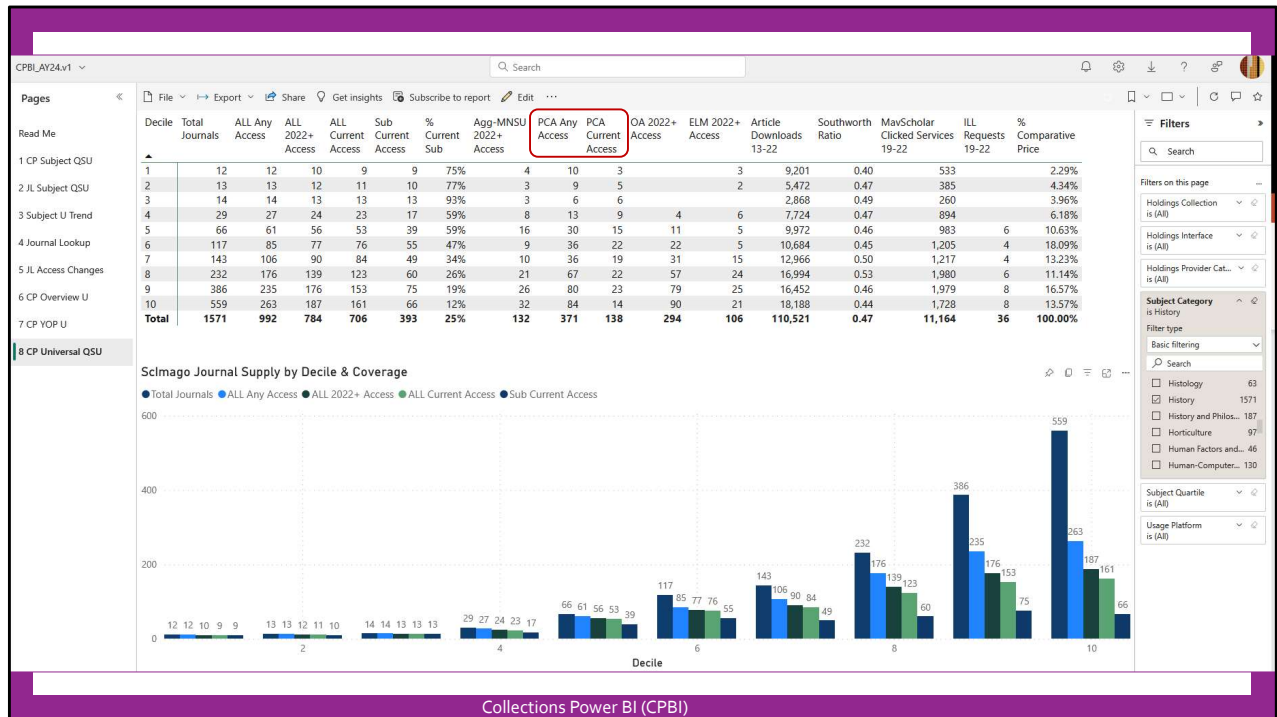 CPBI_AY24.v1
Search
Pages
File Export Share Get insights Subscribe to report Edit ...
Read Me
1 CP Subject QSU
2 JL Subject QSU
3 Subject U Trend
4 Journal Lookup
5 JL Access Changes
6 CP Overview U
7 CP YOP U
8 CP Universal QSU
Decile Total Journals ALL Any Access ALL 2022+ Access ALL Current Access Sub Current Access % Current Sub Agg-MNSU 2022+ Access PCA Any Access PCA Current Access OA 2022+ Access ELM 2022+ Access Article Downloads 13-22 Southworth Ratio MavScholar Clicked Services 19-22 ILL Requests 19-22 % Comparative Price
1 12 12 10 9 9 75% 4 10 3 3 9,201 0.40 533 2.29%
2 13 13 12 11 10 77% 3 9 5 2 5,472 0.47 385 4.34%
3 14 14 13 13 13 93% 3 6 6 2,868 0.49 260 3.96%
4 29 27 24 23 17 59% 8 13 9 4 6 7,724 0.47 894 6.18%
5 66 61 56 53 39 59% 16 30 15 11 5 9,972 0.46 983 6 10.63%
6 117 85 77 76 55 47% 9 36 22 22 5 10,684 0.45 1,205 4 18.09%
7 143 106 90 84 49 34% 10 36 19 31 15 12,966 0.50 1,217 4 13.23%
8 232 176 139 123 60 26% 21 67 22 57 24 16,994 0.53 1,980 6 11.14%
9 386 235 176 153 75 19% 26 80 23 79 25 16,452 0.46 1,979 8 16.57%
10 559 263 187 161 66 12% 32 84 14 90 21 18,188 0.44 1,728 8 13.57%
Total 1571 992 784 706 393 25% 132 371 138 294 106 110,521 0.47 11,164 36 100.00%
SclMago Journal Supply by Decile & Coverage
Total Journals ALL Any Access ALL 2022+ Access ALL Current Access Sub Current Access
600
400
200
0
12 12 10 9 9
13 13 12 11 10
14 14 13 13 13
29 27 24 23 17
66 61 56 53 39
117 85 77 76 55
143 106 90 84 49
232 176 139 123 60
386 235 176 153 75
559 263 187 161 66
2 4 6 8 10
Decile
Filters
Search
Filters on this page ...
Holdings Collection
is (All)
Holdings Interface
is (All)
Holdings Provider Cat...
is (All)
Subject Category
is History
Filter type
Basic filtering
Search
Histology 63
History 1571
History and Philos... 187
Horticulture 97
Human Factors and... 46
Human-Computer... 130
Subject Quartile
is (All)
Usage Platform
is (All)
Collections Power BI (CPBI)